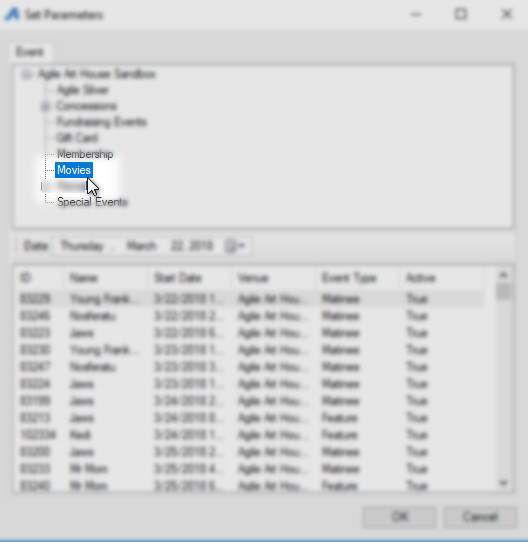 Set Parameters
Event
Agile Art House Sandbox
Agile Silver
Concessions
Fundraising Events
Gift Card
Membership
Movies
Special Events
Date Thursday , March 22, 2018
ID Name Start Date Venue Event Type Active
83229 Young Frank... 3/22/2018 1... Agile Art Hou... Matinee True
83246 Nosferatu 3/22/2018 2... Agile Art Hou... Matinee True
83223 Jaws 3/22/2018 6... Agile Art Hou... Matinee True
83230 Young Frank... 3/23/2018 1... Agile Art Hou... Matinee True
83247 Nosferatu 3/23/2018 3... Agile Art Hou... Matinee True
83224 Jaws 3/23/2018 1... Agile Art Hou... Matinee True
83199 Jaws 3/24/2018 2... Agile Art Hou... Matinee True
83213 Jaws 3/24/2018 8... Agile Art Hou... Feature True
102334 Kedi 3/24/2018 1... Agile Art Hou... Feature True
83200 Jaws 3/25/2018 2... Agile Art Hou... Matinee True
83233 Mr Mom 3/25/2018 4... Agile Art Hou... Matinee True
83240 Mr Mom 3/25/2018 6... Agile Art Hou... Feature True
OK Cancel